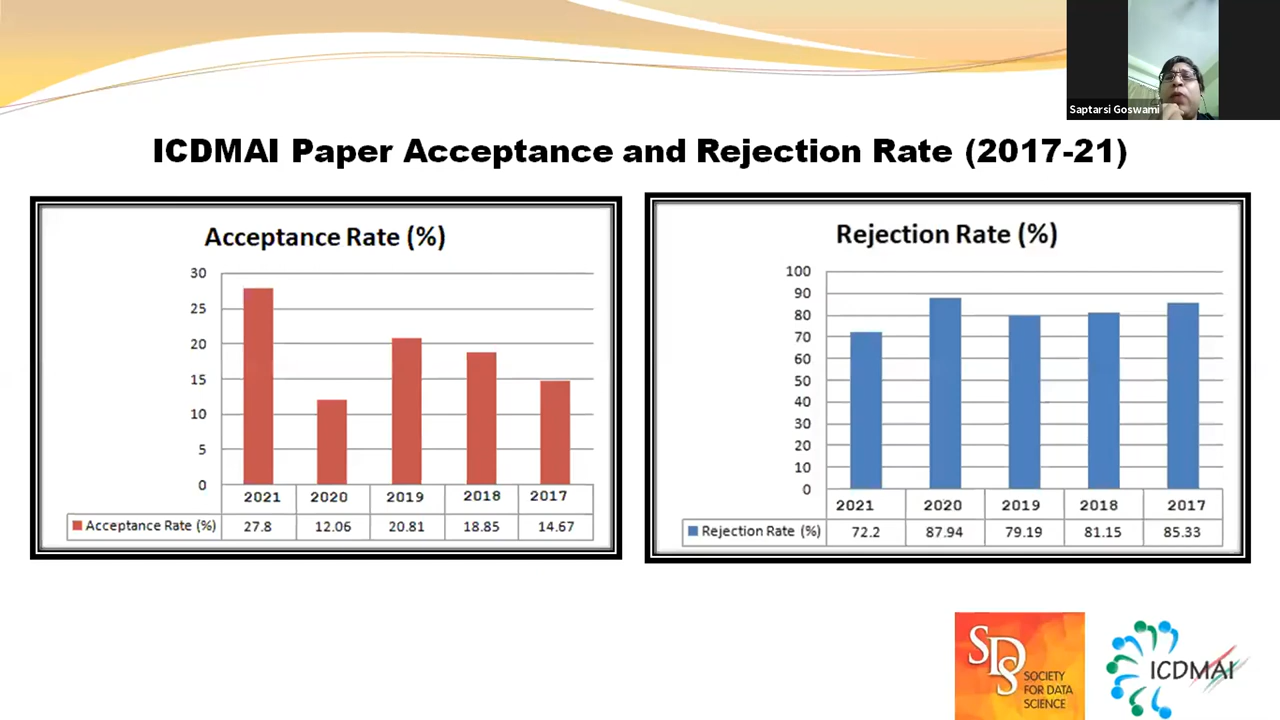 Saptarsi Goswami
ICDMAI Paper Acceptance and Rejection Rate (2017-21)
Acceptance Rate (%)
30
25
20
15
10
5
0
2021 2020 2019 2018 2017
Acceptance Rate (%) 27.8 12.06 20.81 18.85 14.67
Rejection Rate (%)
100
90
80
70
60
50
40
30
20
10
0
2021 2020 2019 2018 2017
Rejection Rate (%) 72.2 87.94 79.19 81.15 85.33
SDS
SOCIETY
FOR DATA
SCIENCE
ICDMAI